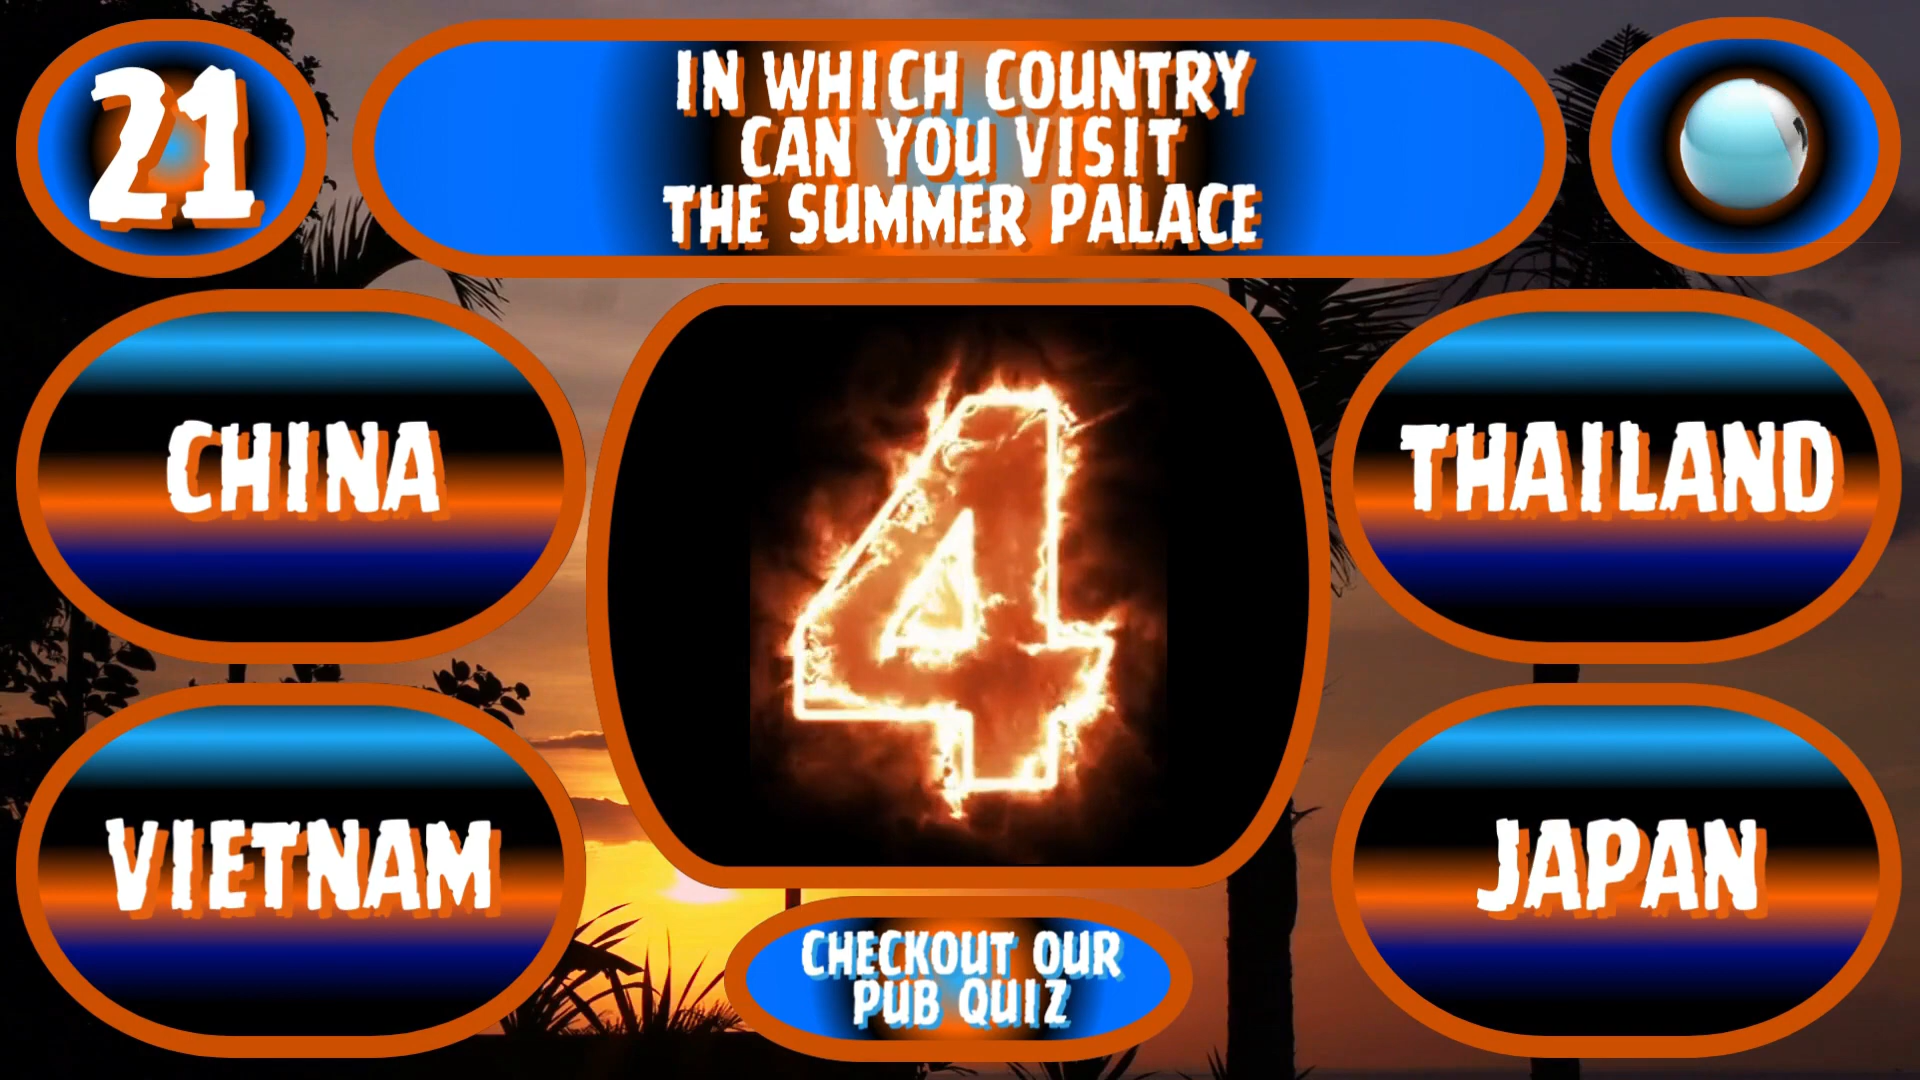 21
IN WHICH COUNTRY
CAN YOU VISIT
THE SUMMER PALACE
CHINA
THAILAND
4
VIETNAM
JAPAN
CHECKOUT OUR
PUB QUIZ